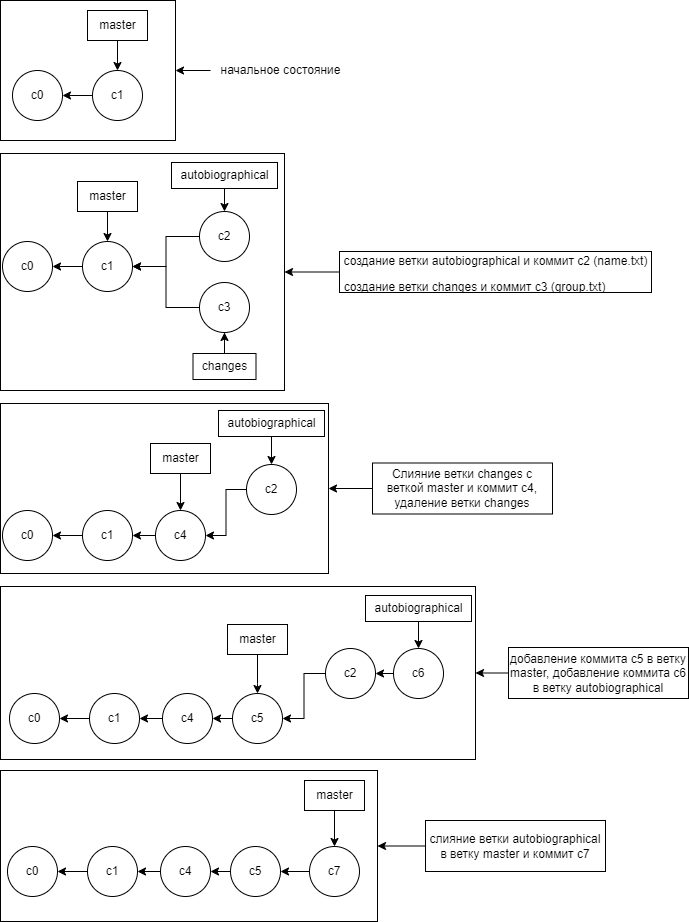 master
c0
c1
начальное состояние
autobiographical
master
c2
c0
c1
c3
changes
создание ветки autobiographical и коммит c2 (name.txt)
создание ветки changes и коммит c3 (group.txt)
autobiographical
master
c2
c0
c1
c4
Слияние ветки changes с
веткой master и коммит c4,
удаление ветки changes
autobiographical
master
c2
c6
c0
c1
c4
c5
добавление коммита c5 в ветку
master, добавление коммита c6
в ветку autobiographical
master
c0
c1
c4
c5
c7
слияние ветки autobiographical
в ветку master и коммит c7